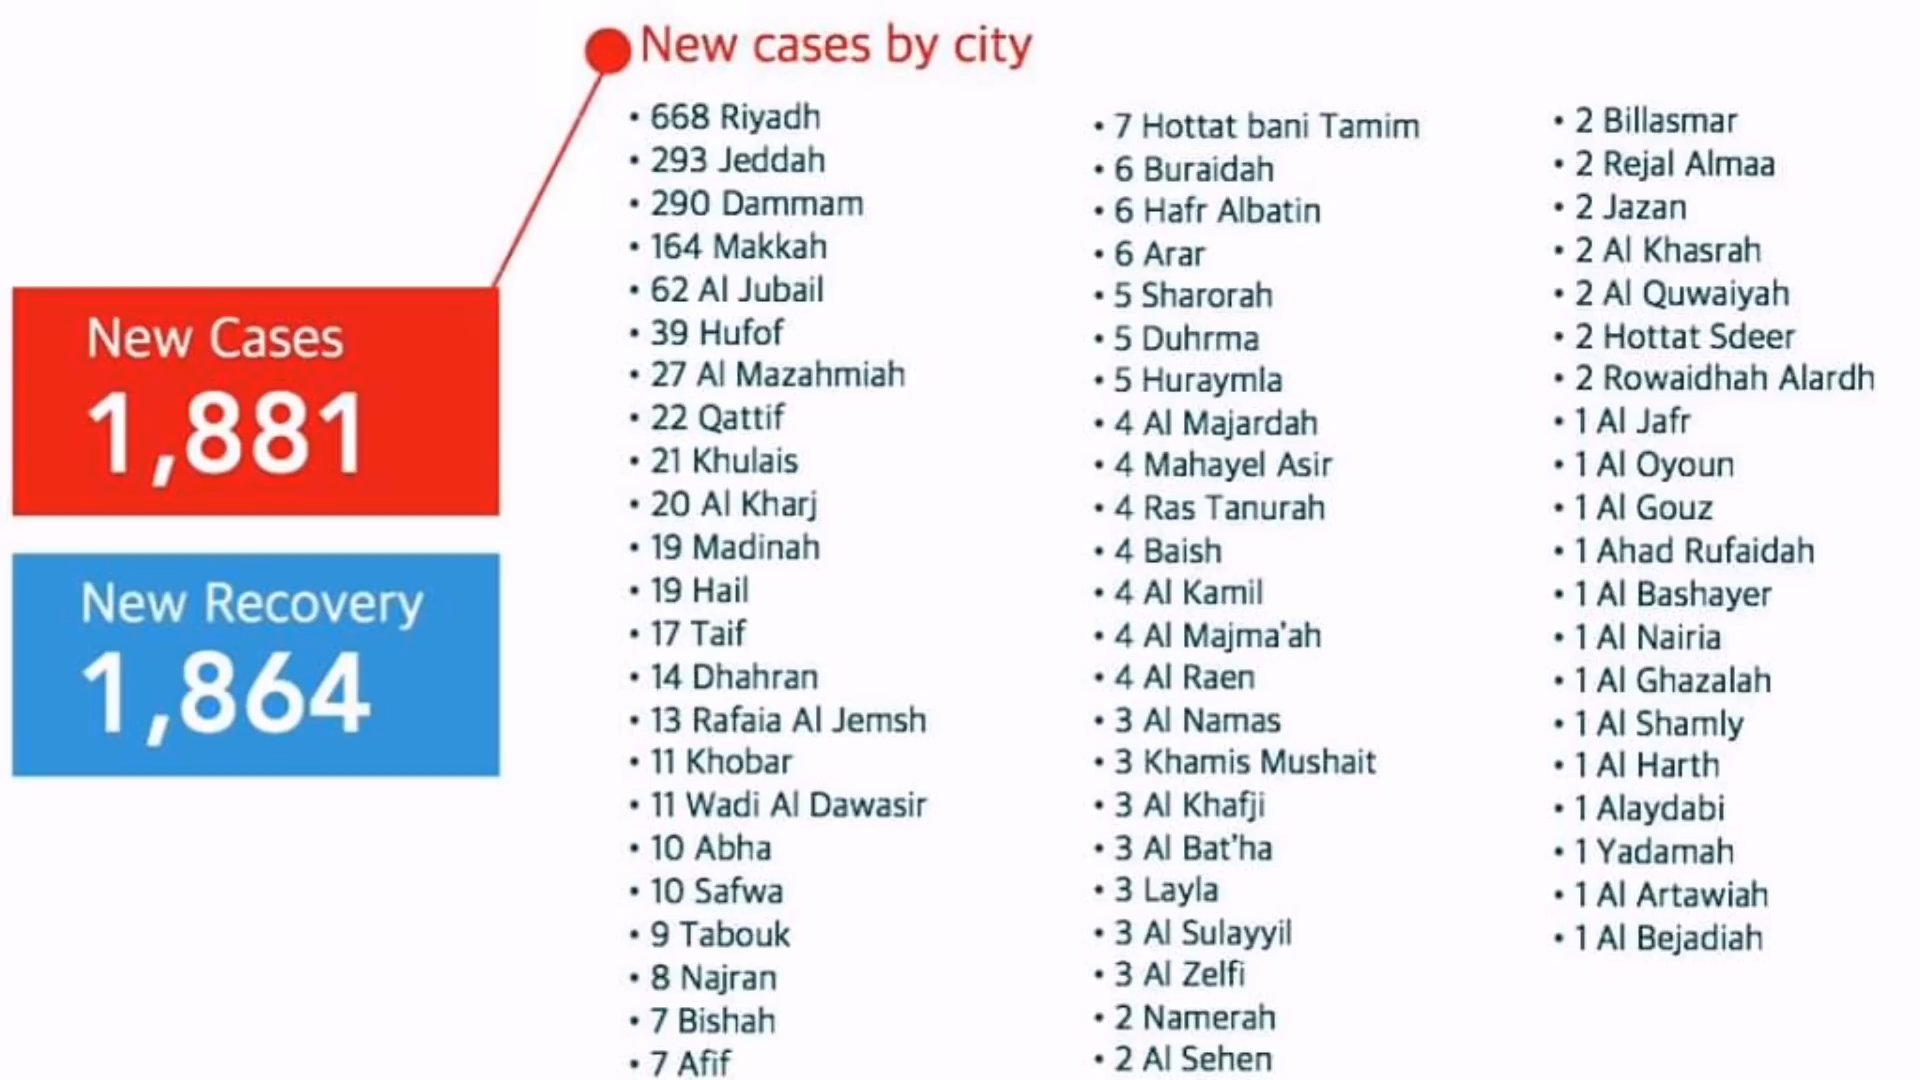 New cases by city
New Cases
1,881
New Recovery
1,864
• 668 Riyadh
• 293 Jeddah
• 290 Dammam
• 164 Makkah
• 62 Al Jubail
• 39 Hufof
• 27 Al Mazahmiah
• 22 Qattif
• 21 Khulais
• 20 Al Kharj
• 19 Madinah
• 19 Hail
• 17 Taif
• 14 Dhahran
• 13 Rafaia Al Jemsh
• 11 Khobar
• 11 Wadi Al Dawasir
• 10 Abha
• 10 Safwa
• 9 Tabouk
• 8 Najran
• 7 Bishah
• 7 Afif
• 7 Hottat bani Tamim
• 6 Buraidah
• 6 Hafr Albatin
• 6 Arar
• 5 Sharorah
• 5 Duhrma
• 5 Huraymla
• 4 Al Majardah
• 4 Mahayel Asir
• 4 Ras Tanurah
• 4 Baish
• 4 Al Kamil
• 4 Al Majma'ah
• 4 Al Raen
• 3 Al Namas
• 3 Khamis Mushait
• 3 Al Khafji
• 3 Al Bat'ha
• 3 Layla
• 3 Al Sulayyil
• 3 Al Zelfi
• 2 Namerah
• 2 Al Sehen
• 2 Billasmar
• 2 Rejal Almaa
• 2 Jazan
• 2 Al Khasrah
• 2 Al Quwaiyah
• 2 Hottat Sdeer
• 2 Rowaidhah Alardh
• 1 Al Jafr
• 1 Al Oyoun
• 1 Al Gouz
• 1 Ahad Rufaidah
• 1 Al Bashayer
• 1 Al Nairia
• 1 Al Ghazalah
• 1 Al Shamly
• 1 Al Harth
• 1 Alaydabi
• 1 Yadamah
• 1 Al Artawiah
• 1 Al Bejadiah